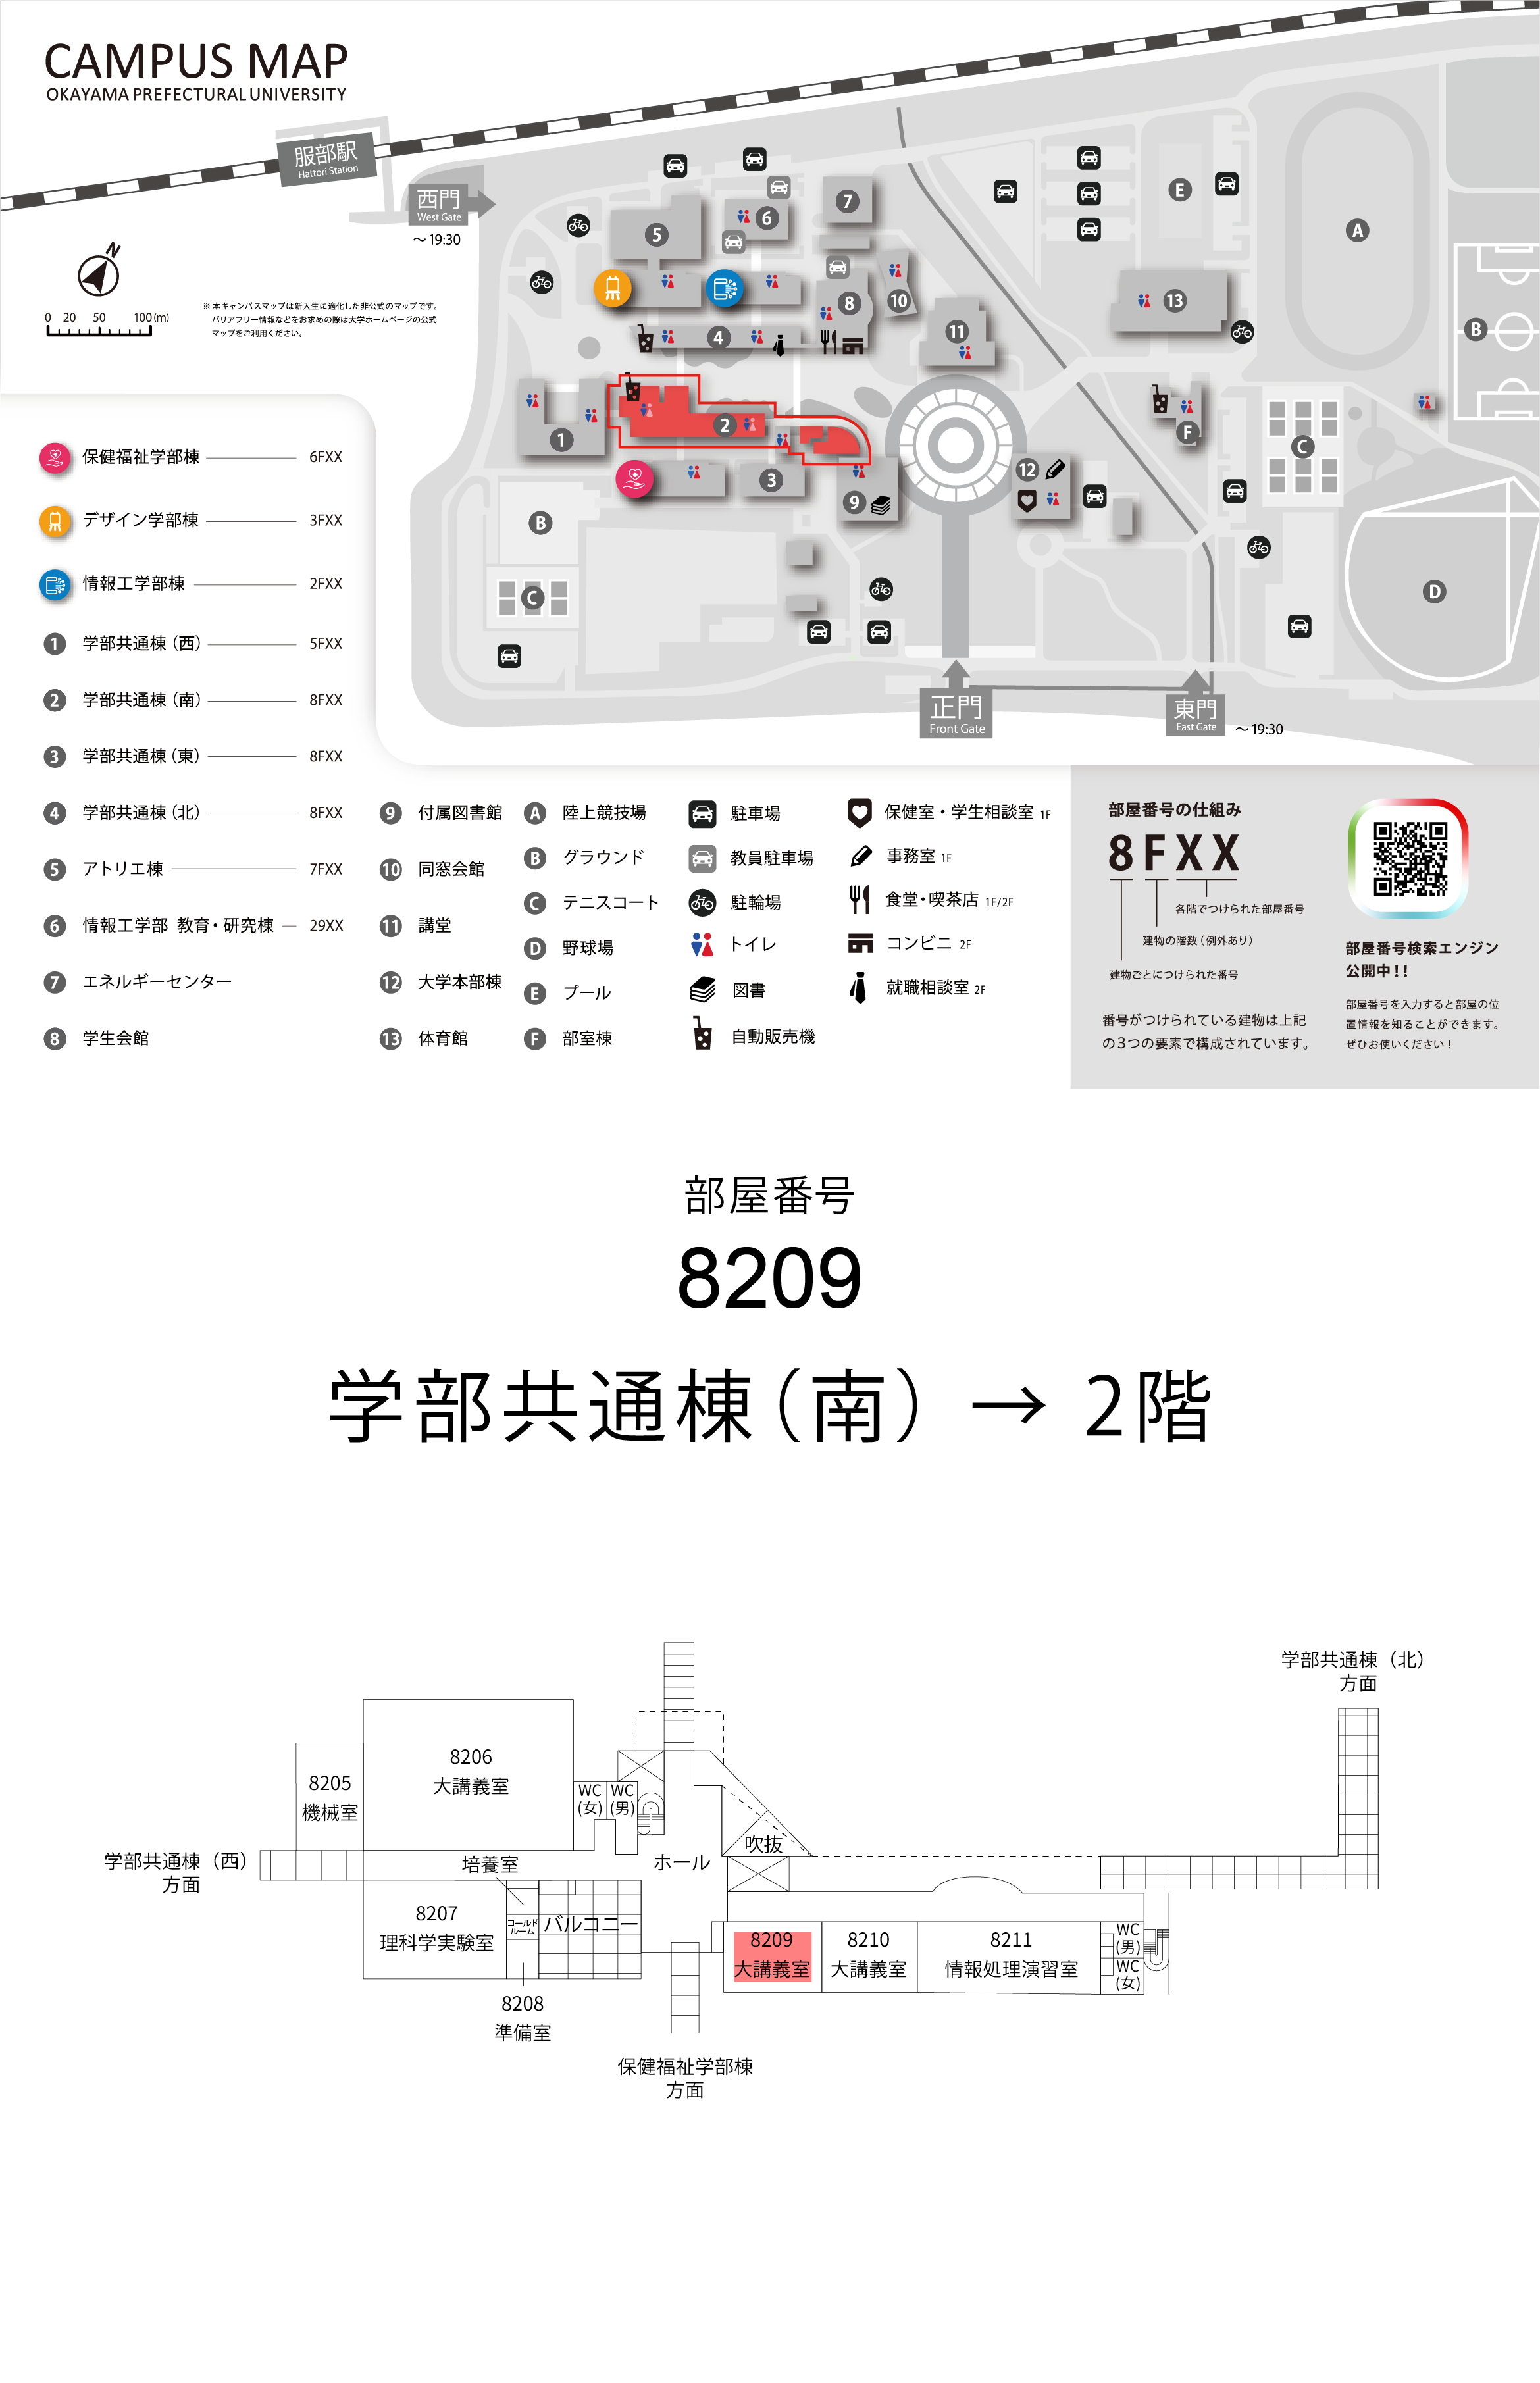 CAMPUS MAP
OKAYAMA PREFECTURAL UNIVERSITY
服部駅
Hattori Station
西門
West Gate
～19:30
N
0 20 50 100(m)
※ 本キャンパスマップは新入生に適化した非公式のマップです。
バリアフリー情報などをお求めの際は大学ホームページの公式
マップをご利用ください。
5
6
7
8
10
4
11
13
E
A
B
1
2
3
9
12
F
C
B
C
D
正門
Front Gate
東門
East Gate
～19:30
保健福祉学部棟 6FXX
デザイン学部棟 3FXX
情報工学部棟 2FXX
1 学部共通棟（西） 5FXX
2 学部共通棟（南） 8FXX
3 学部共通棟（東） 8FXX
4 学部共通棟（北） 8FXX
5 アトリエ棟 7FXX
6 情報工学部 教育・研究棟 29XX
7 エネルギーセンター
8 学生会館
9 付属図書館
10 同窓会館
11 講堂
12 大学本部棟
13 体育館
A 陸上競技場
B グラウンド
C テニスコート
D 野球場
E プール
F 部室棟
駐車場
教員駐車場
駐輪場
トイレ
図書
自動販売機
保健室・学生相談室 1F
事務室 1F
食堂・喫茶店 1F/2F
コンビニ 2F
就職相談室 2F
部屋番号の仕組み
8FXX
各階でつけられた部屋番号
建物の階数（例外あり）
建物ごとにつけられた番号
番号がつけられている建物は上記
の３つの要素で構成されています。
部屋番号検索エンジン
公開中！！
部屋番号を入力すると部屋の位
置情報を知ることができます。
ぜひお使いください！
部屋番号
8209
学部共通棟（南） → 2階
学部共通棟（北）
方面
8205
機械室
8206
大講義室
WC
(女)
WC
(男)
吹抜
ホール
学部共通棟（西）
方面
培養室
8207
理科学実験室
コールド
ルーム
バルコニー
8208
準備室
8209
大講義室
8210
大講義室
8211
情報処理演習室
WC
(男)
WC
(女)
保健福祉学部棟
方面